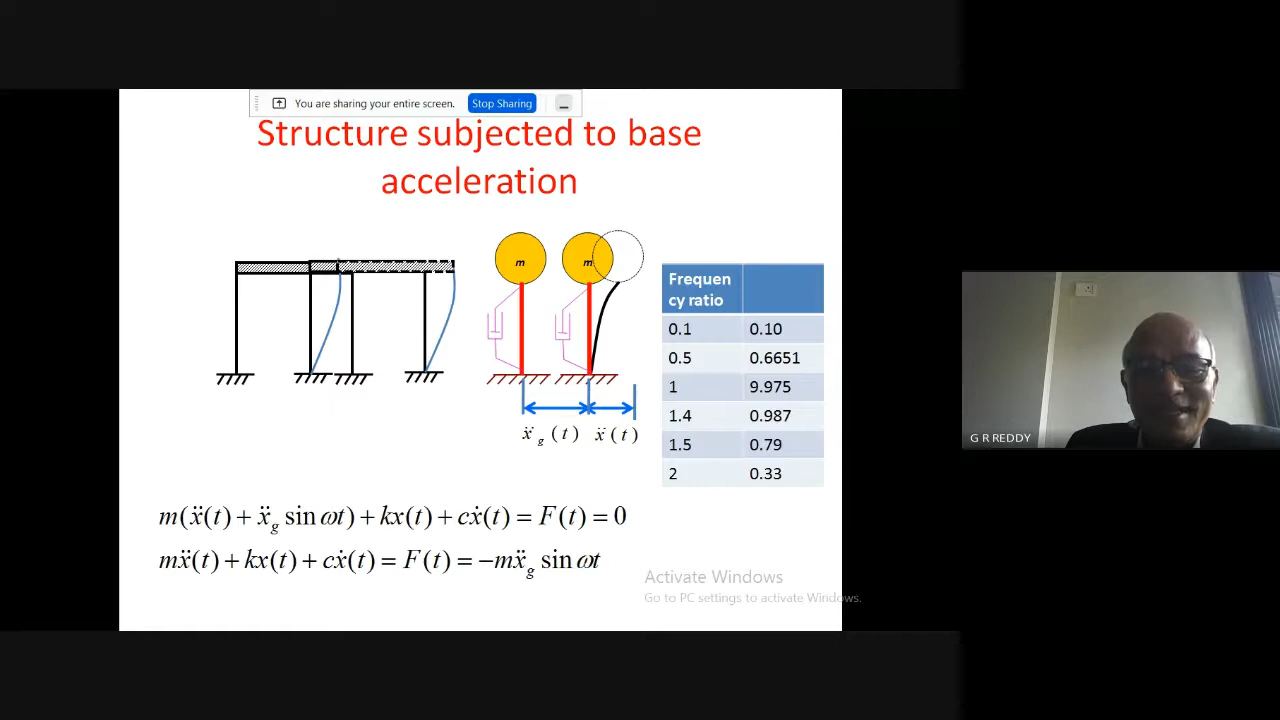 You are sharing your entire screen. Stop Sharing
Structure subjected to base
acceleration
m m
Frequen
cy ratio
0.1 0.10
0.5 0.6651
1 9.975
1.4 0.987
1.5 0.79
2 0.33
ẍ_g(t) ẍ(t)
G R REDDY
m(ẍ(t) + ẍ_g sin ωt) + kx(t) + cẋ(t) = F(t) = 0
mẍ(t) + kx(t) + cẋ(t) = F(t) = −mẍ_g sin ωt
Activate Windows
Go to PC settings to activate Windows.